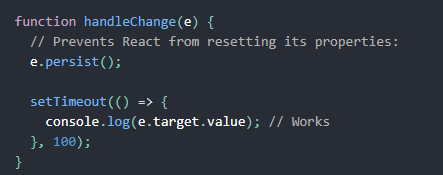 function handleChange(e) {
  // Prevents React from resetting its properties:
  e.persist();

  setTimeout(() => {
    console.log(e.target.value); // Works
  }, 100);
}